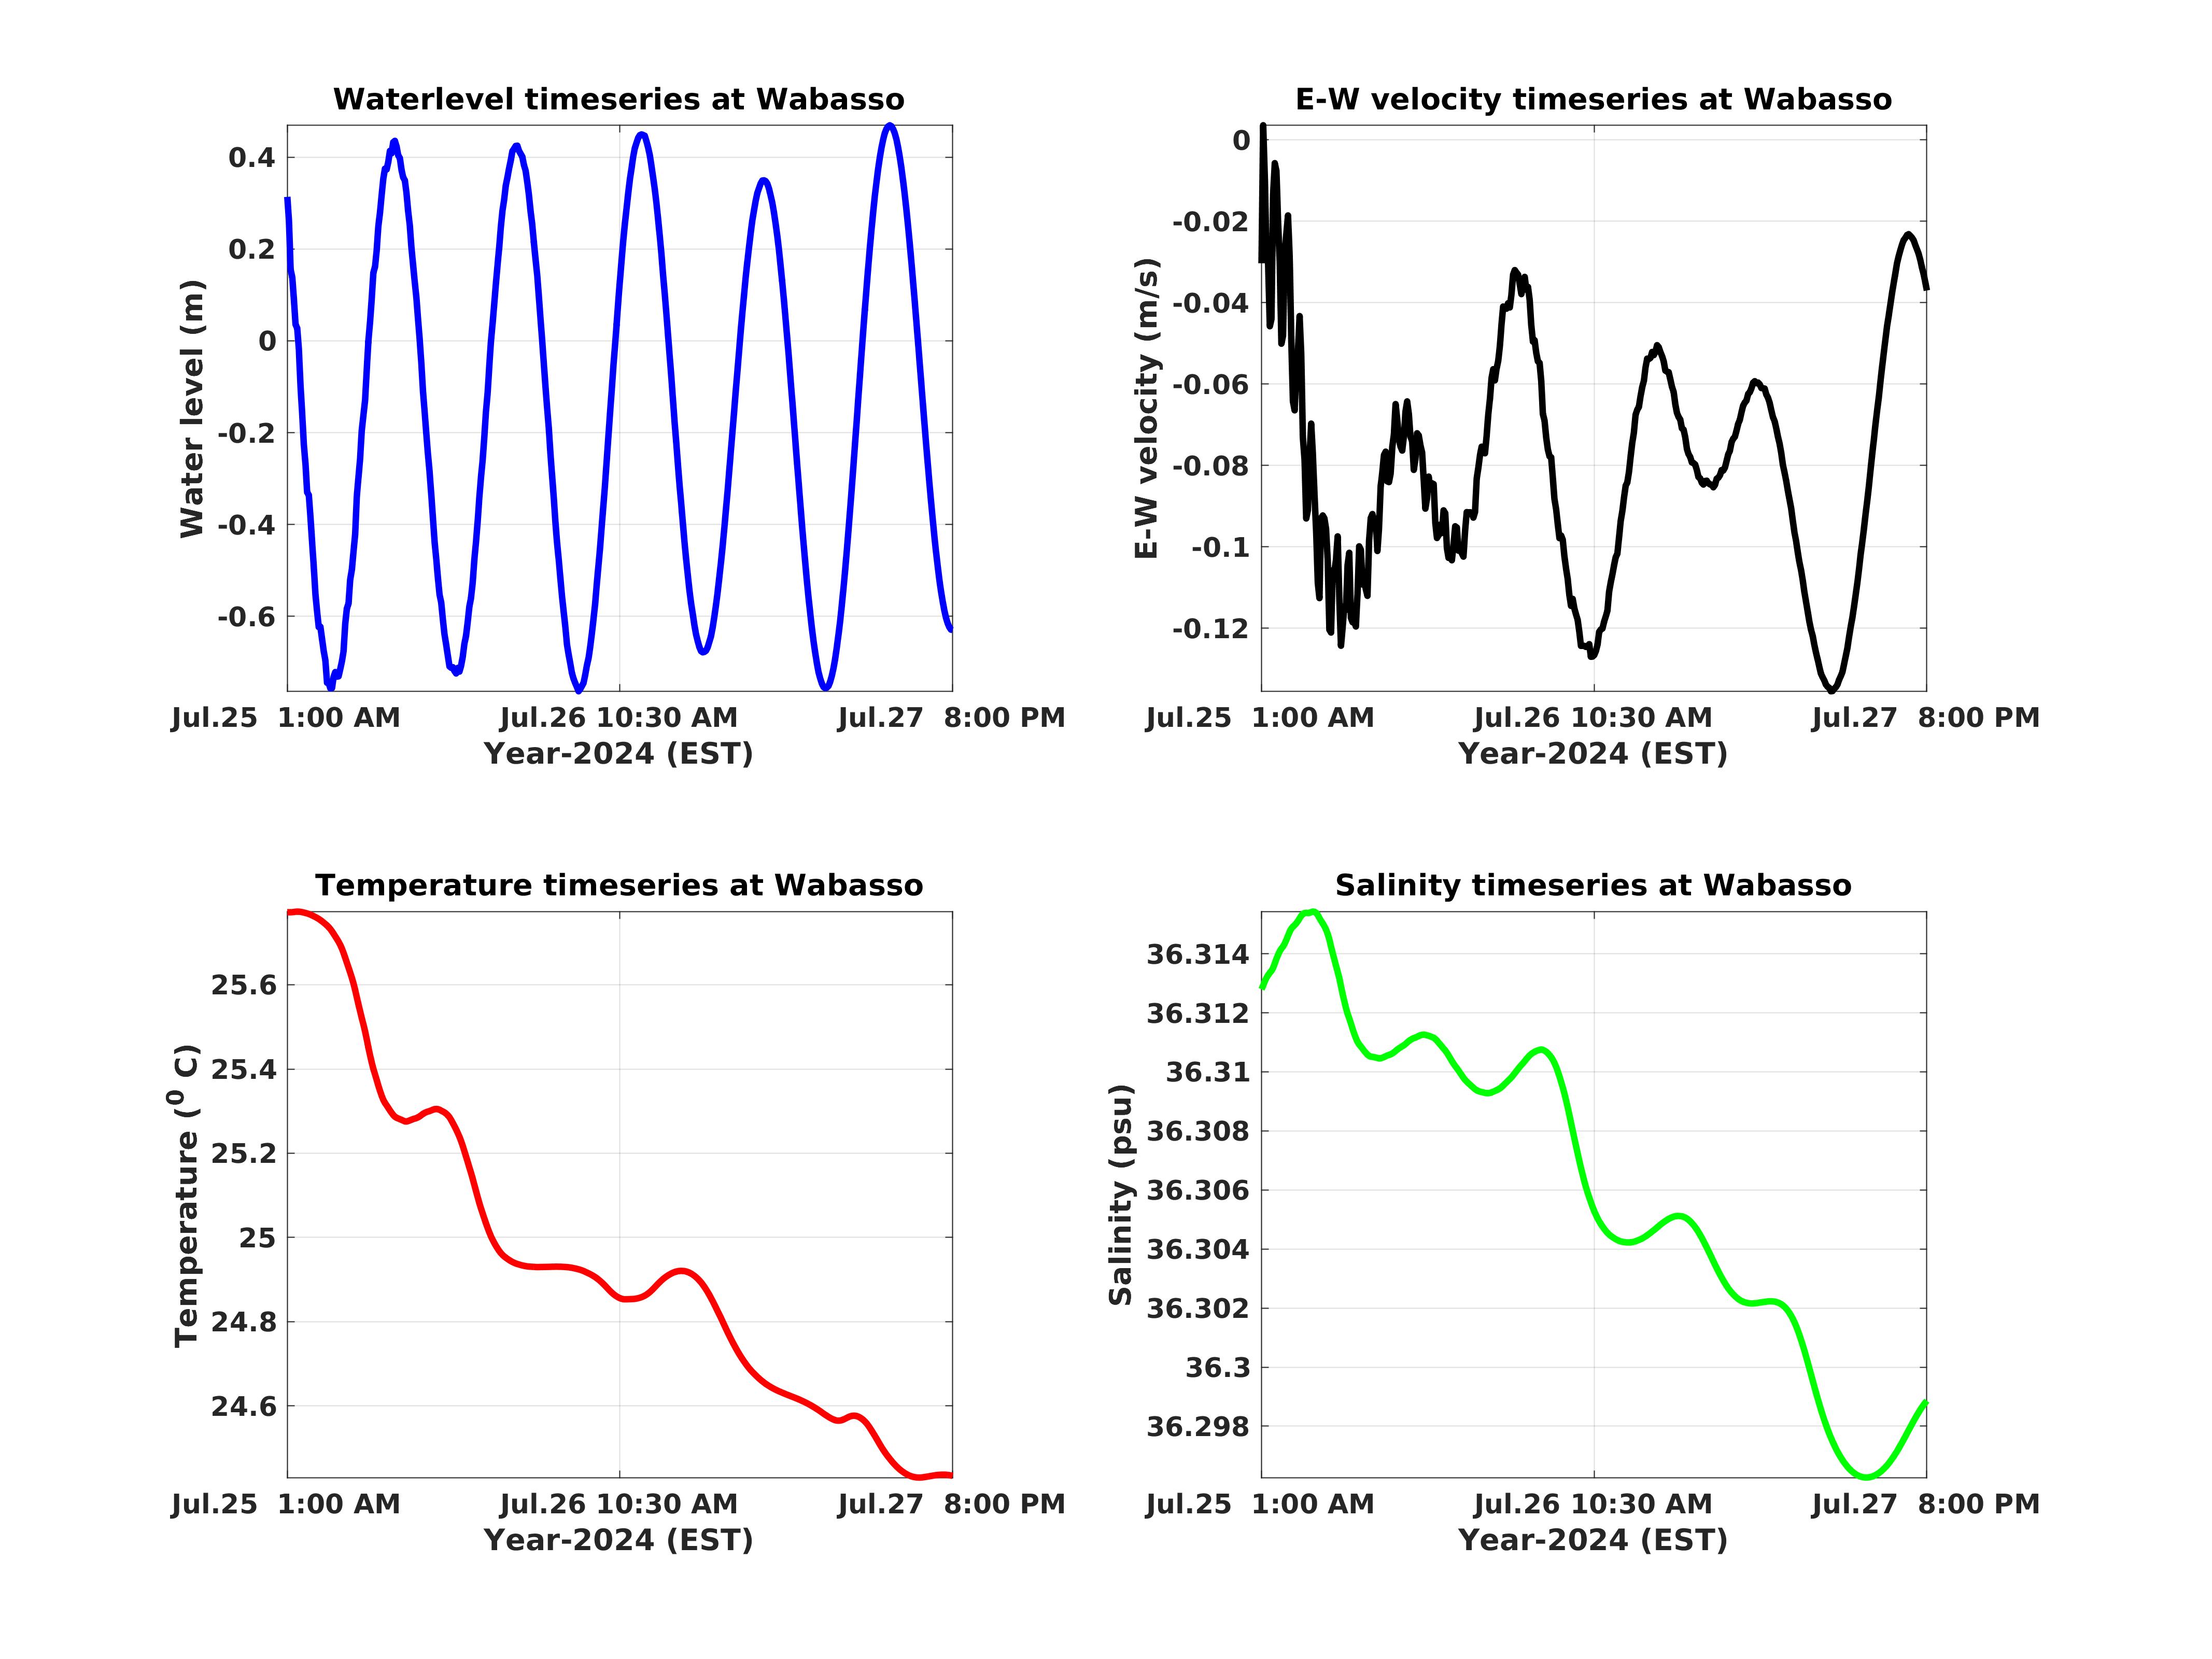 Waterlevel timeseries at Wabasso
0.4
0.2
0
-0.2
-0.4
-0.6
Water level (m)
Jul.25 1:00 AM
Jul.26 10:30 AM
Jul.27 8:00 PM
Year-2024 (EST)
E-W velocity timeseries at Wabasso
0
-0.02
-0.04
-0.06
-0.08
-0.1
-0.12
E-W velocity (m/s)
Jul.25 1:00 AM
Jul.26 10:30 AM
Jul.27 8:00 PM
Year-2024 (EST)
Temperature timeseries at Wabasso
25.6
25.4
25.2
25
24.8
24.6
Temperature (⁰ C)
Jul.25 1:00 AM
Jul.26 10:30 AM
Jul.27 8:00 PM
Year-2024 (EST)
Salinity timeseries at Wabasso
36.314
36.312
36.31
36.308
36.306
36.304
36.302
36.3
36.298
Salinity (psu)
Jul.25 1:00 AM
Jul.26 10:30 AM
Jul.27 8:00 PM
Year-2024 (EST)